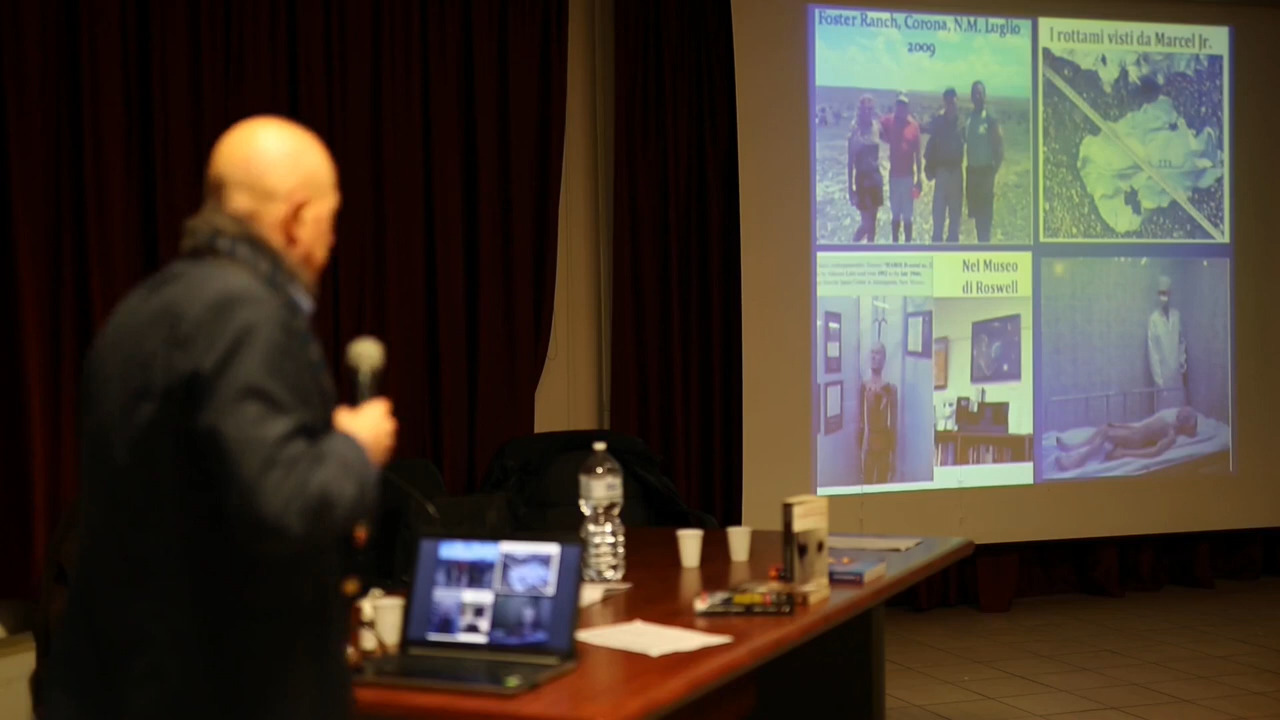 Foster Ranch, Corona, N.M. Luglio
2009
I rottami visti da Marcel Jr.
Nel Museo
di Roswell